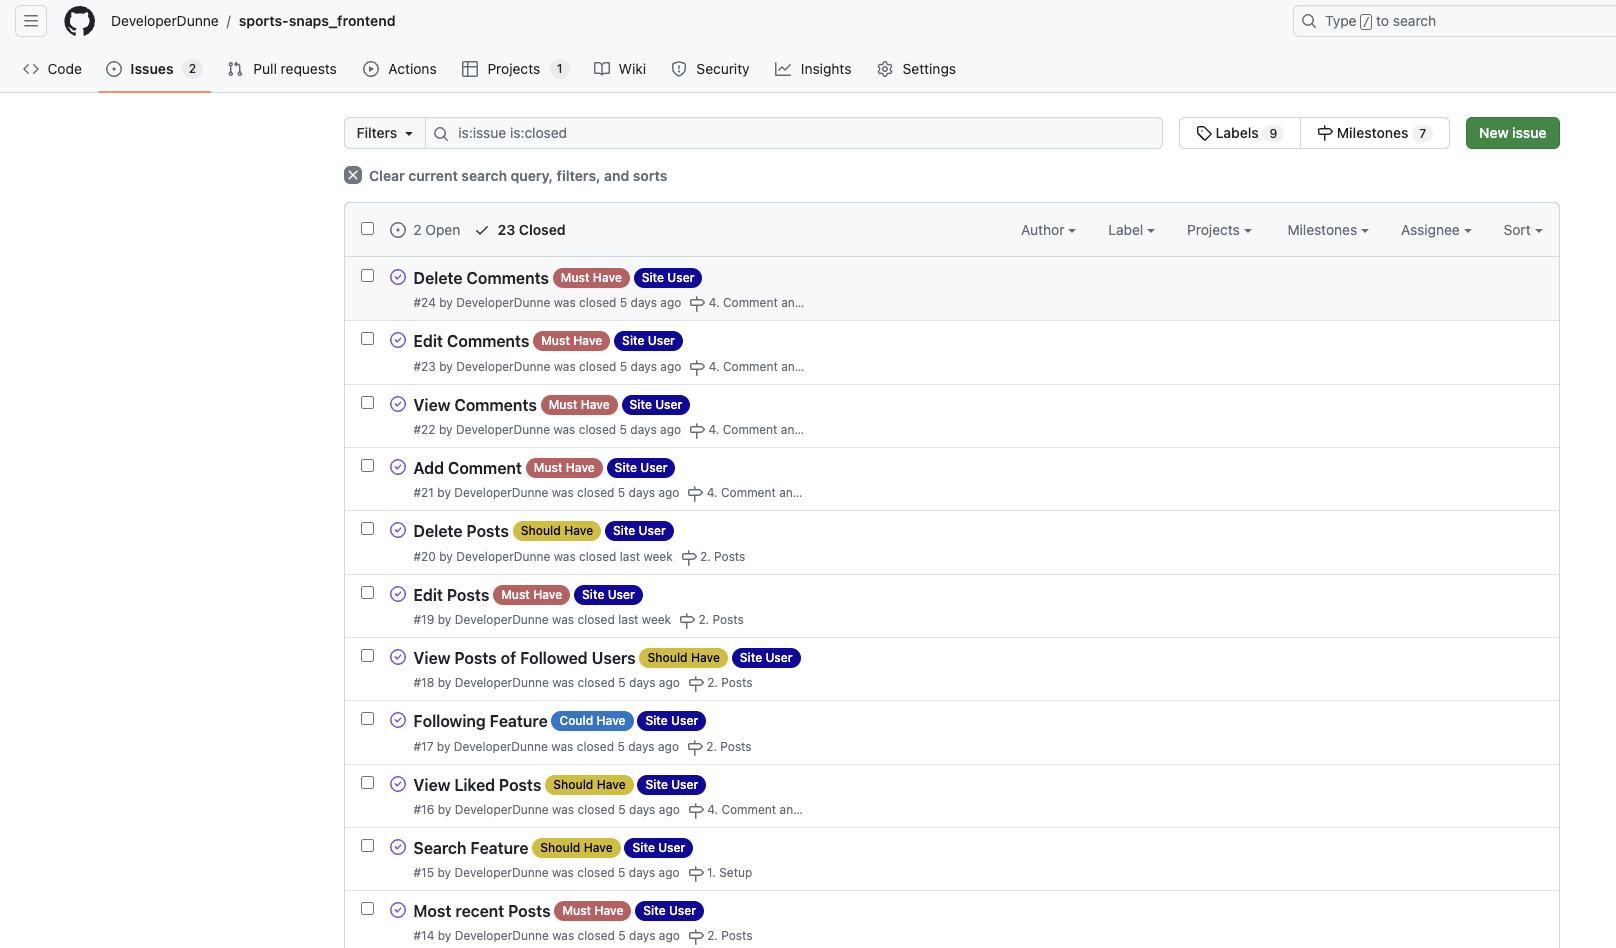 DeveloperDunne / sports-snaps_frontend
Type / to search
Code
Issues 2
Pull requests
Actions
Projects 1
Wiki
Security
Insights
Settings
Filters
is:issue is:closed
Labels 9
Milestones 7
New issue
Clear current search query, filters, and sorts
2 Open
23 Closed
Author
Label
Projects
Milestones
Assignee
Sort
Delete Comments Must Have Site User
#24 by DeveloperDunne was closed 5 days ago 4. Comment an...
Edit Comments Must Have Site User
#23 by DeveloperDunne was closed 5 days ago 4. Comment an...
View Comments Must Have Site User
#22 by DeveloperDunne was closed 5 days ago 4. Comment an...
Add Comment Must Have Site User
#21 by DeveloperDunne was closed 5 days ago 4. Comment an...
Delete Posts Should Have Site User
#20 by DeveloperDunne was closed last week 2. Posts
Edit Posts Must Have Site User
#19 by DeveloperDunne was closed last week 2. Posts
View Posts of Followed Users Should Have Site User
#18 by DeveloperDunne was closed 5 days ago 2. Posts
Following Feature Could Have Site User
#17 by DeveloperDunne was closed 5 days ago 2. Posts
View Liked Posts Should Have Site User
#16 by DeveloperDunne was closed 5 days ago 4. Comment an...
Search Feature Should Have Site User
#15 by DeveloperDunne was closed 5 days ago 1. Setup
Most recent Posts Must Have Site User
#14 by DeveloperDunne was closed 5 days ago 2. Posts